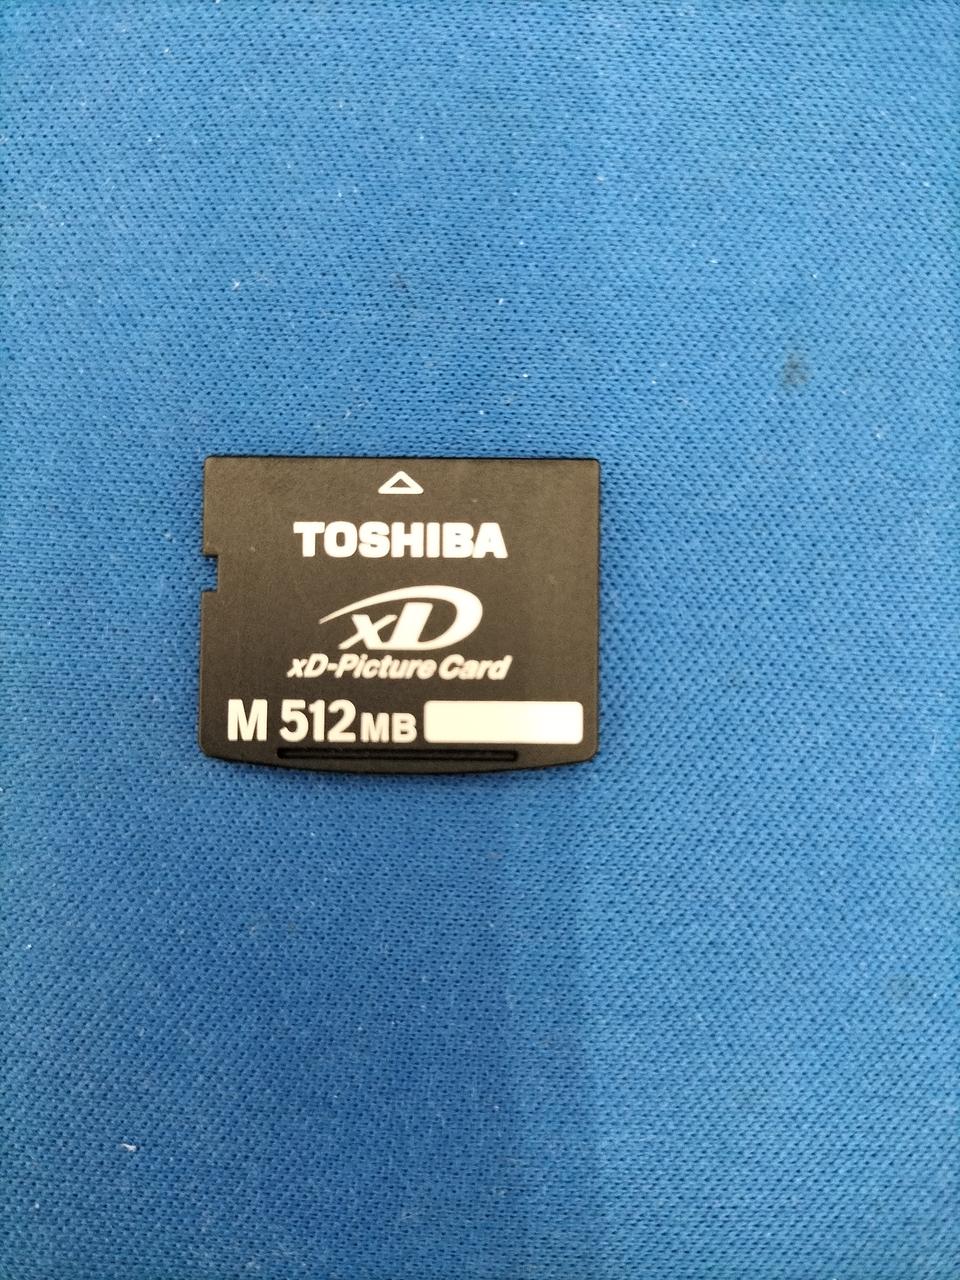 TOSHIBA
xD
xD-Picture Card
M 512MB